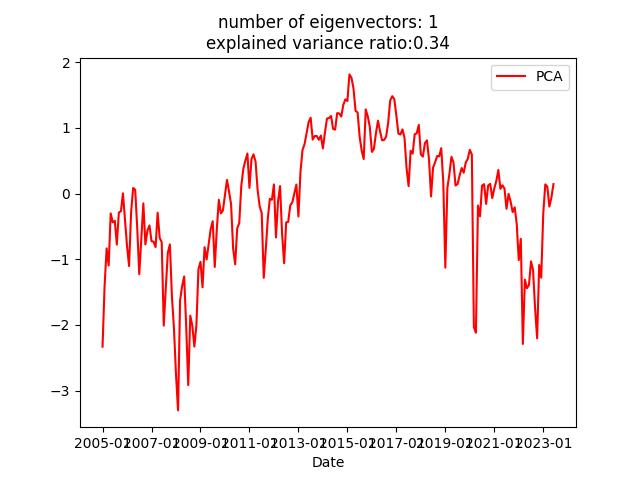 number of eigenvectors: 1
explained variance ratio:0.34
PCA
2
1
0
−1
−2
−3
2005-01 2007-01 2009-01 2011-01 2013-01 2015-01 2017-01 2019-01 2021-01 2023-01
Date